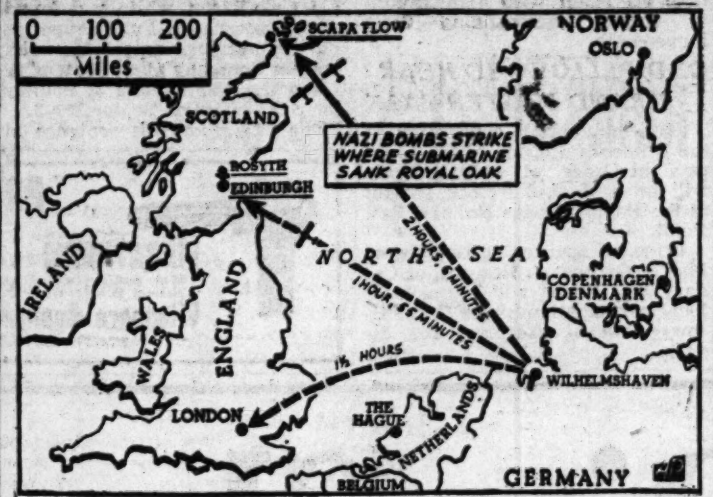 0 100 200
Miles
SCAPA FLOW
NORWAY
OSLO
SCOTLAND
NAZI BOMBS STRIKE
WHERE SUBMARINE
SANK ROYAL OAK
ROSYTH
EDINBURGH
2 HOURS, 6 MINUTES
NORTH SEA
1 HOUR, 55 MINUTES
IRELAND
ENGLAND
WALES
COPENHAGEN
DENMARK
1½ HOURS
WILHELMSHAVEN
LONDON
THE
HAGUE
NETHERLANDS
BELGIUM
GERMANY